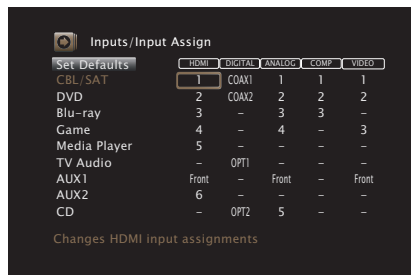 Inputs/Input Assign
Set Defaults HDMI DIGITAL ANALOG COMP VIDEO
CBL/SAT 1 COAX1 1 1 1
DVD 2 COAX2 2 2 2
Blu-ray 3 – 3 3 –
Game 4 – 4 – 3
Media Player 5 – – – –
TV Audio – OPT1 – – –
AUX1 Front – Front – Front
AUX2 6 – – – –
CD – OPT2 5 – –
Changes HDMI input assignments